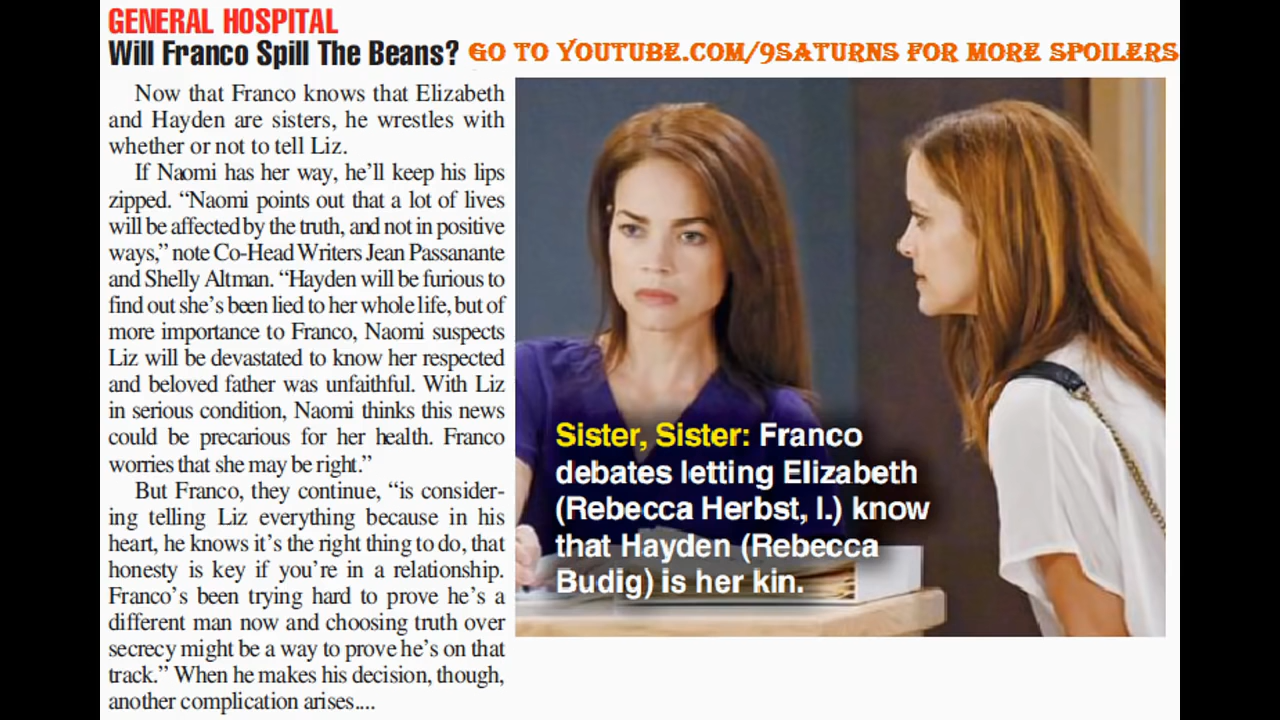 GENERAL HOSPITAL
Will Franco Spill The Beans?
GO TO YOUTUBE.COM/9SATURNS FOR MORE SPOILERS
Now that Franco knows that Elizabeth
and Hayden are sisters, he wrestles with
whether or not to tell Liz.
If Naomi has her way, he’ll keep his lips
zipped. “Naomi points out that a lot of lives
will be affected by the truth, and not in positive
ways,” note Co-Head Writers Jean Passanante
and Shelly Altman. “Hayden will be furious to
find out she’s been lied to her whole life, but of
more importance to Franco, Naomi suspects
Liz will be devastated to know her respected
and beloved father was unfaithful. With Liz
in serious condition, Naomi thinks this news
could be precarious for her health. Franco
worries that she may be right.”
But Franco, they continue, “is consider-
ing telling Liz everything because in his
heart, he knows it’s the right thing to do, that
honesty is key if you’re in a relationship.
Franco’s been trying hard to prove he’s a
different man now and choosing truth over
secrecy might be a way to prove he’s on that
track.” When he makes his decision, though,
another complication arises....
Sister, Sister: Franco
debates letting Elizabeth
(Rebecca Herbst, l.) know
that Hayden (Rebecca
Budig) is her kin.